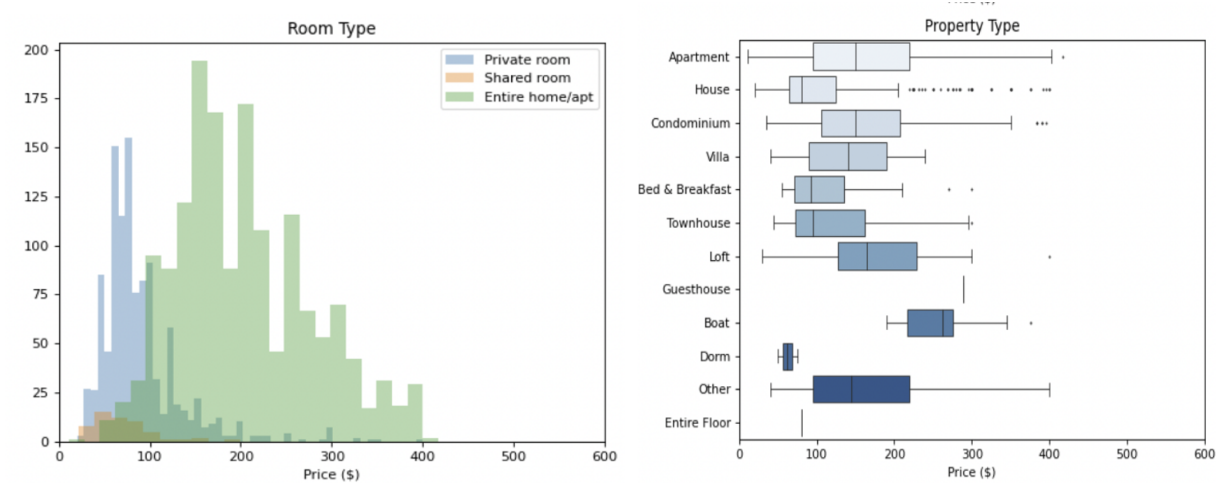 Room Type
200
175
150
125
100
75
50
25
0
Private room
Shared room
Entire home/apt
0 100 200 300 400 500 600
Price ($)
Property Type
Apartment
House
Condominium
Villa
Bed & Breakfast
Townhouse
Loft
Guesthouse
Boat
Dorm
Other
Entire Floor
0 100 200 300 400 500 600
Price ($)